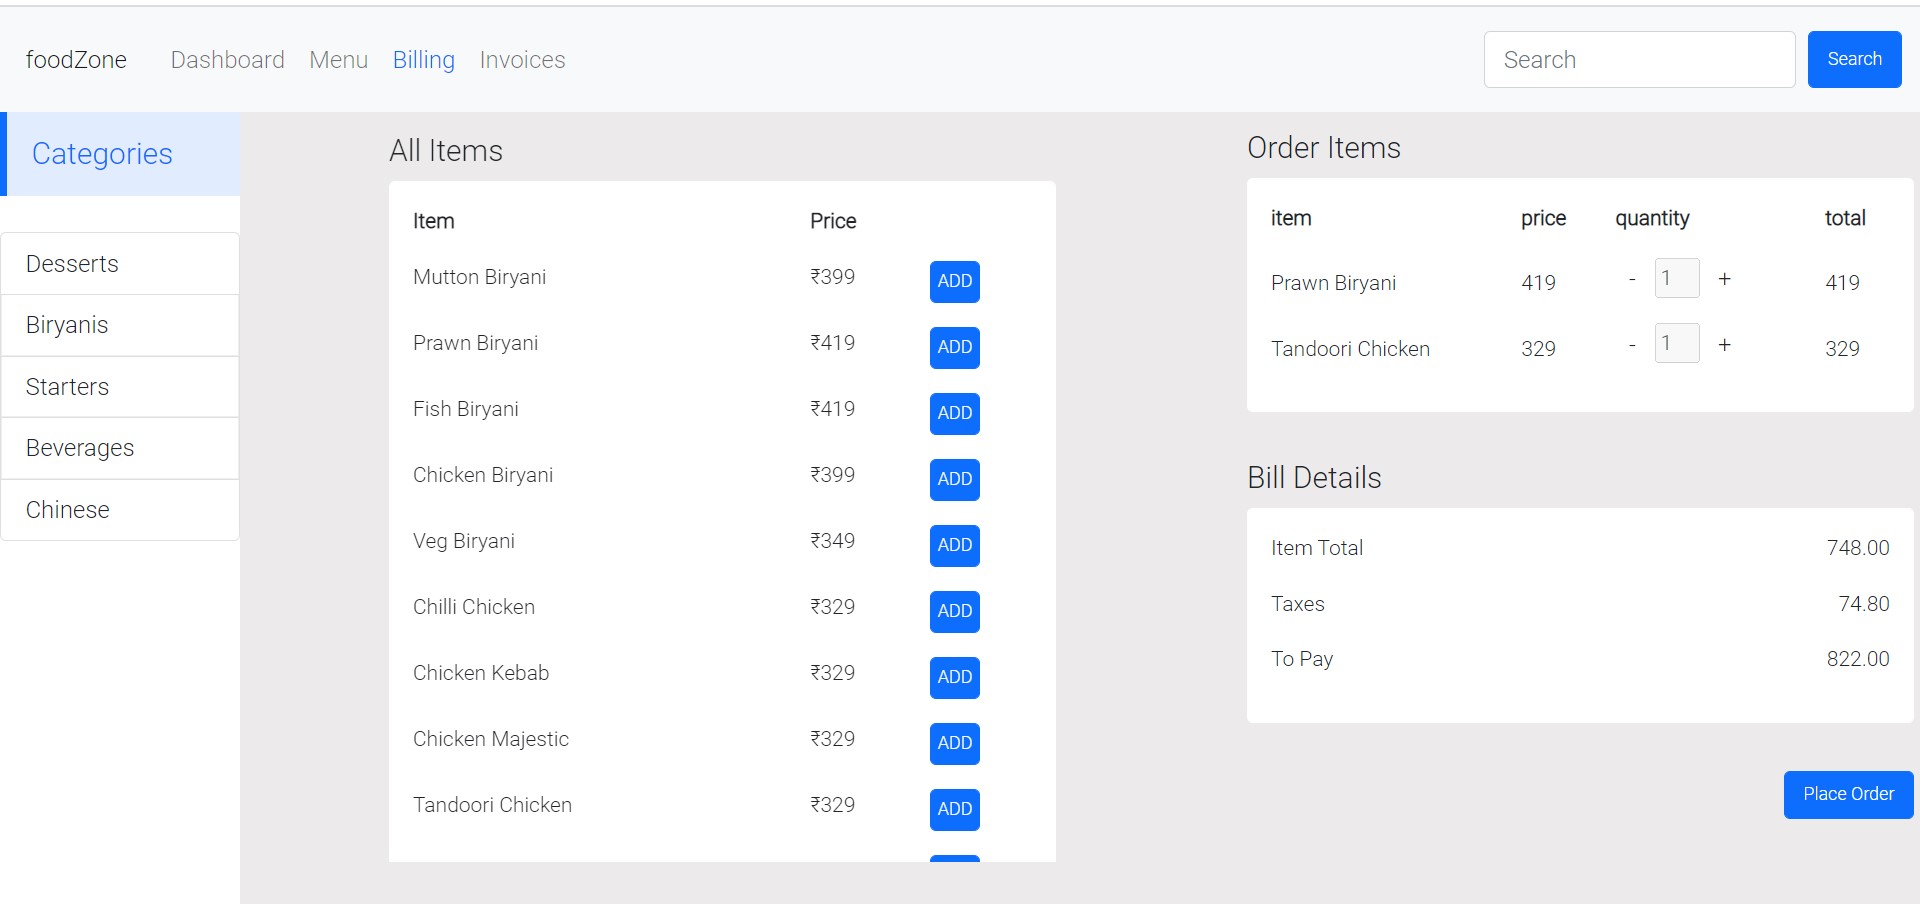 foodZone Dashboard Menu Billing Invoices Search Search
Categories
Desserts
Biryanis
Starters
Beverages
Chinese
All Items
Item Price
Mutton Biryani ₹399 ADD
Prawn Biryani ₹419 ADD
Fish Biryani ₹419 ADD
Chicken Biryani ₹399 ADD
Veg Biryani ₹349 ADD
Chilli Chicken ₹329 ADD
Chicken Kebab ₹329 ADD
Chicken Majestic ₹329 ADD
Tandoori Chicken ₹329 ADD
Order Items
item price quantity total
Prawn Biryani 419 - 1 + 419
Tandoori Chicken 329 - 1 + 329
Bill Details
Item Total 748.00
Taxes 74.80
To Pay 822.00
Place Order